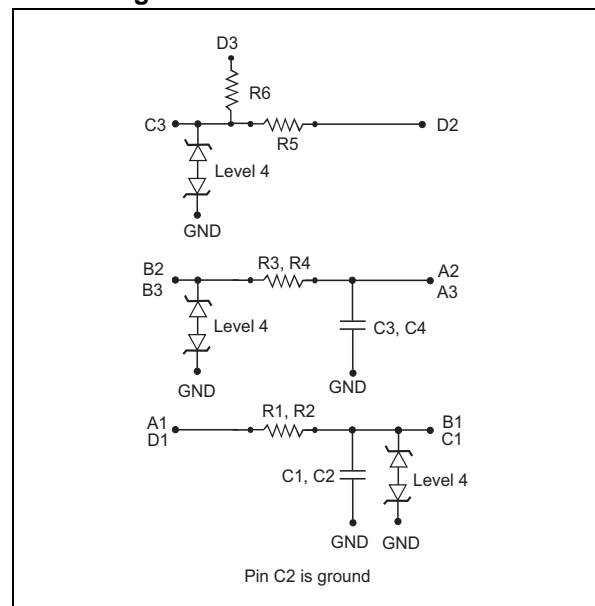 D3
R6
C3
D2
R5
Level 4
GND
R3, R4
B2
A2
B3
A3
Level 4
C3, C4
GND
GND
R1, R2
A1
B1
D1
C1
C1, C2
Level 4
GND
GND
Pin C2 is ground